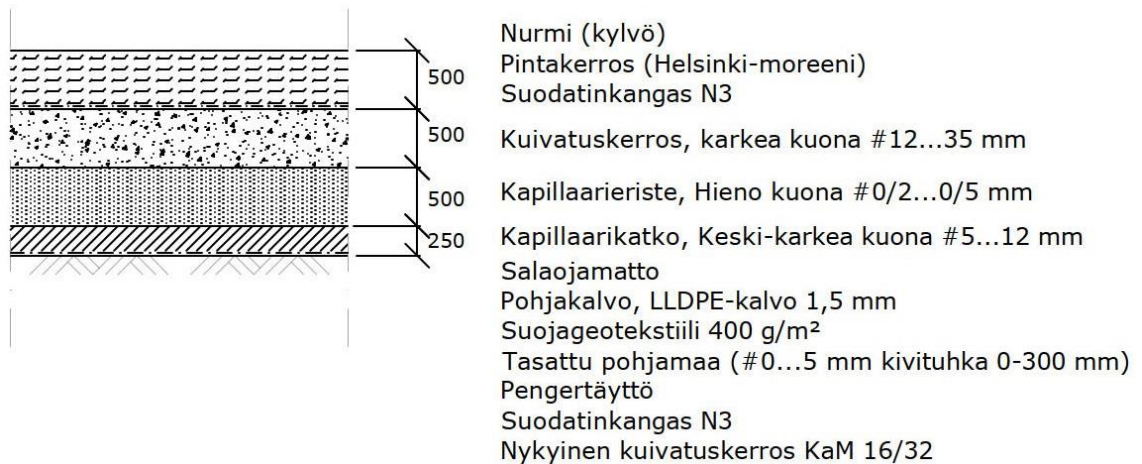 Nurmi (kylvö)
500
Pintakerros (Helsinki-moreeni)
Suodatinkangas N3
500
Kuivatuskerros, karkea kuona #12...35 mm
500
Kapillaarieriste, Hieno kuona #0/2...0/5 mm
250
Kapillaarikatko, Keski-karkea kuona #5...12 mm
Salaojamatto
Pohjakalvo, LLDPE-kalvo 1,5 mm
Suojageotekstiili 400 g/m²
Tasattu pohjamaa (#0...5 mm kivituhka 0-300 mm)
Pengertäyttö
Suodatinkangas N3
Nykyinen kuivatuskerros KaM 16/32